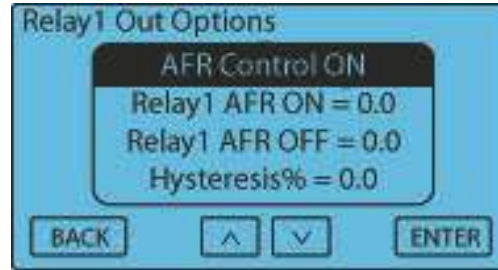 Relay1 Out Options
AFR Control ON
Relay1 AFR ON = 0.0
Relay1 AFR OFF = 0.0
Hysteresis% = 0.0
BACK
ENTER